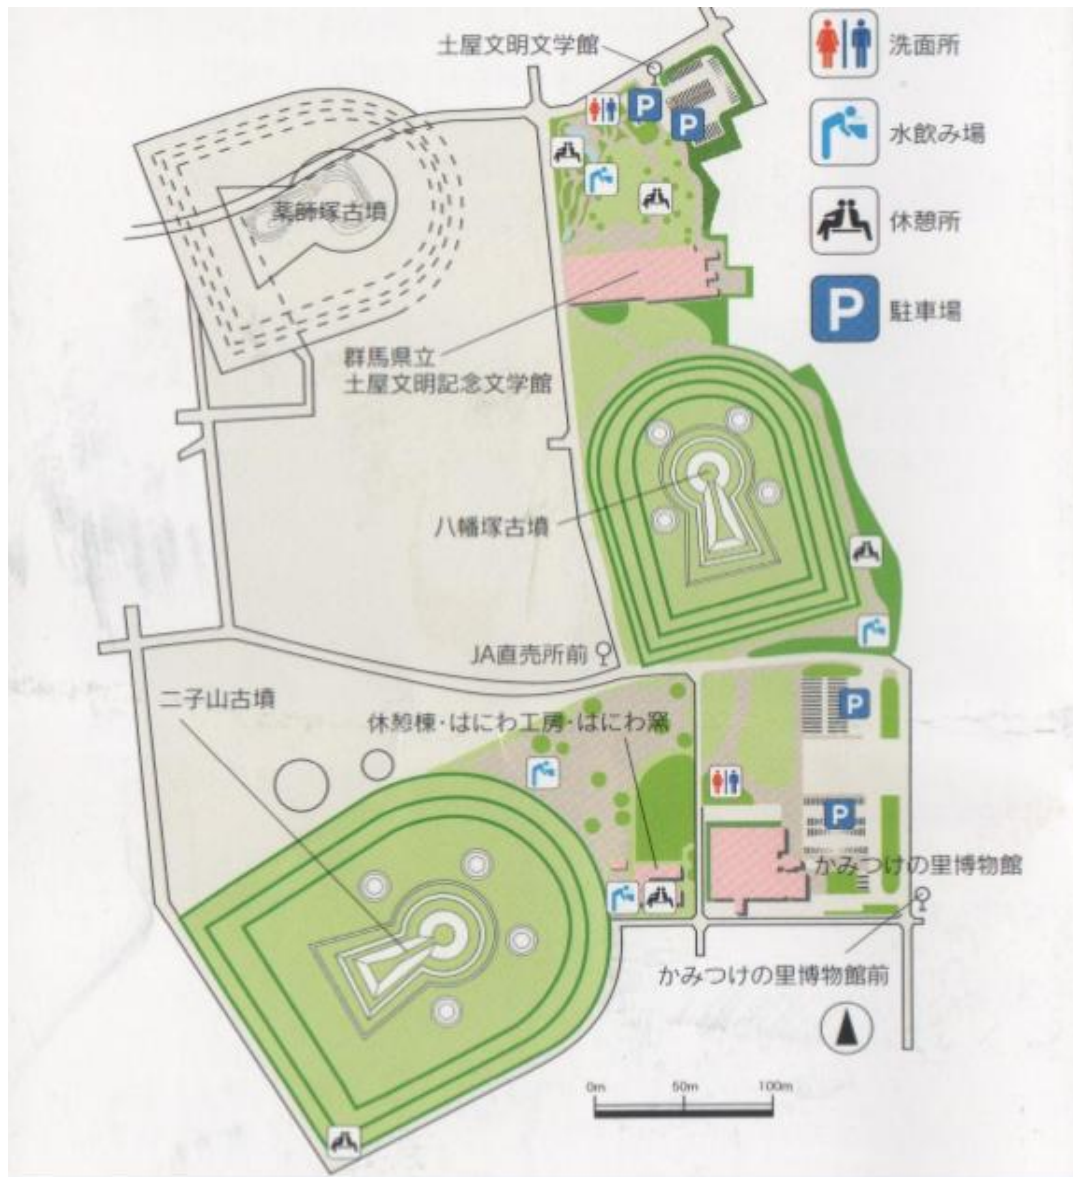 土屋文明文学館
洗面所
水飲み場
休憩所
P
駐車場
P
P
薬師塚古墳
群馬県立
土屋文明記念文学館
八幡塚古墳
JA直売所前
二子山古墳
休憩棟・はにわ工房・はにわ窯
P
P
かみつけの里博物館
かみつけの里博物館前
0m 50m 100m